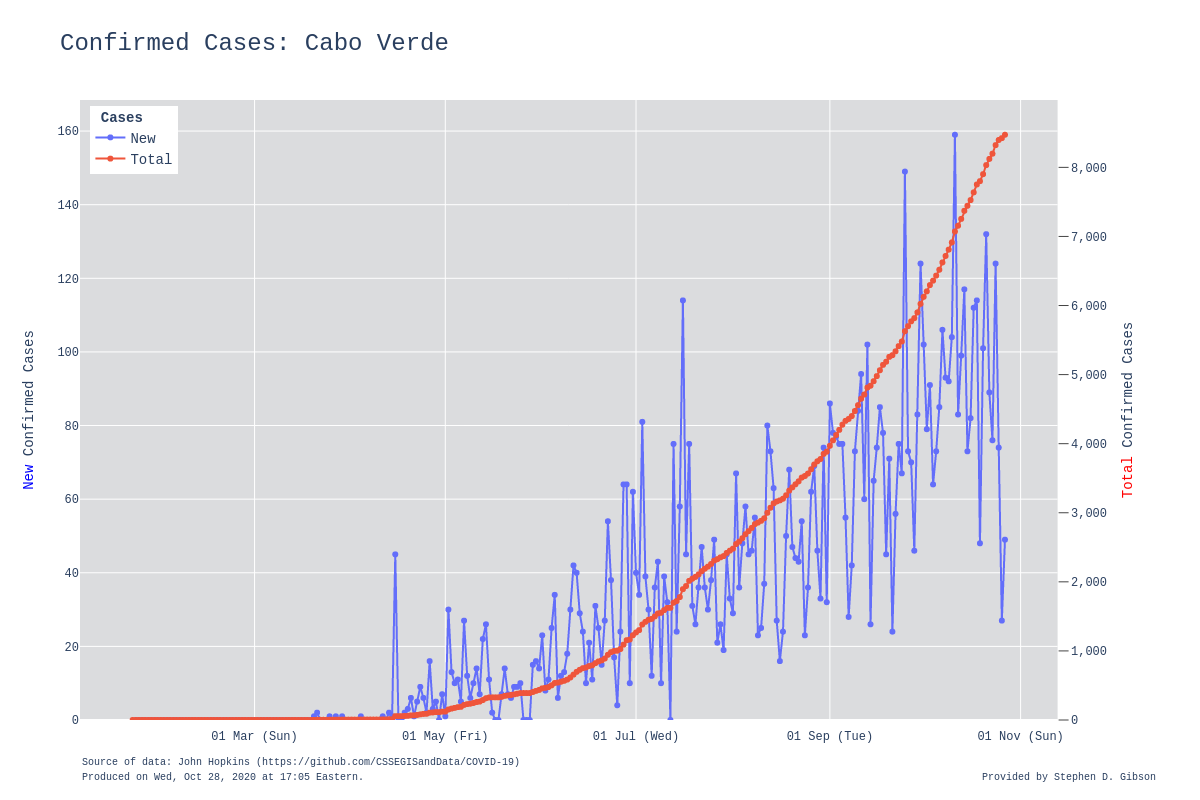 Confirmed Cases: Cabo Verde
Cases
New
Total
160
140
120
100
80
60
40
20
0
8,000
7,000
6,000
5,000
4,000
3,000
2,000
1,000
0
New Confirmed Cases
Total Confirmed Cases
01 Mar (Sun) 01 May (Fri) 01 Jul (Wed) 01 Sep (Tue) 01 Nov (Sun)
Source of data: John Hopkins (https://github.com/CSSEGISandData/COVID-19)
Produced on Wed, Oct 28, 2020 at 17:05 Eastern.
Provided by Stephen D. Gibson